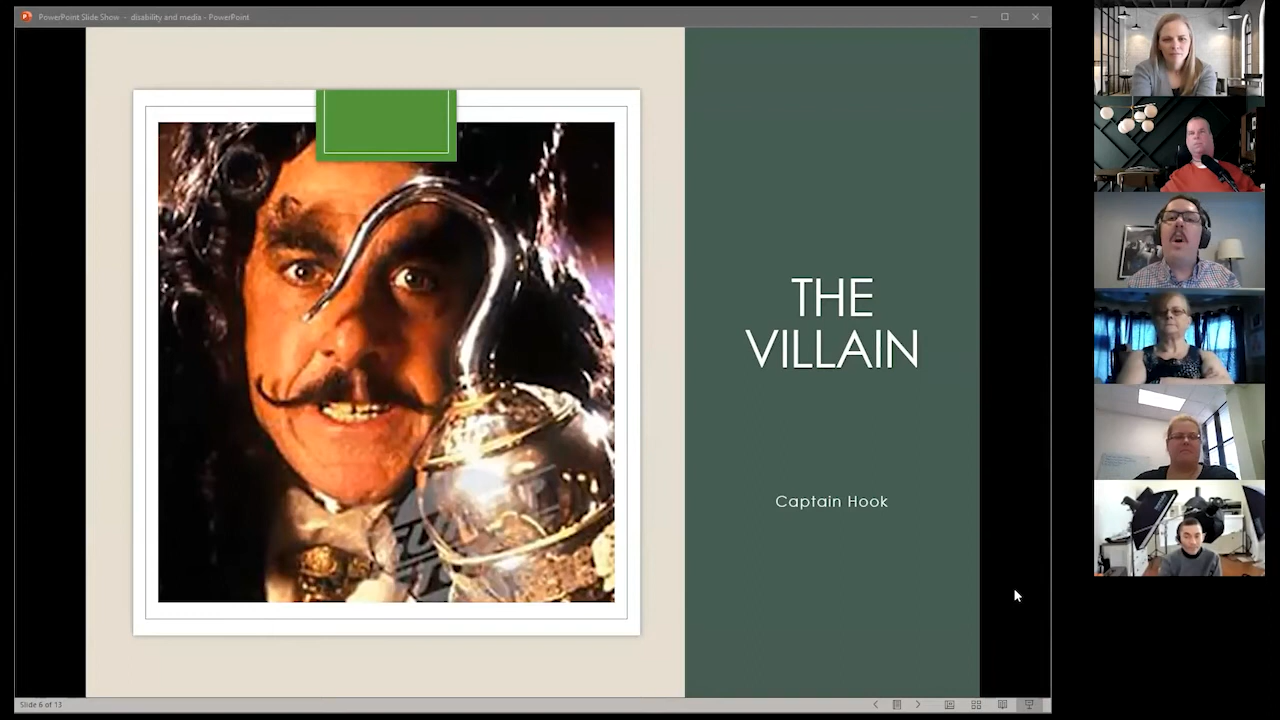 PowerPoint Slide Show - disability and media - PowerPoint
THE
VILLAIN
Captain Hook
Slide 6 of 13